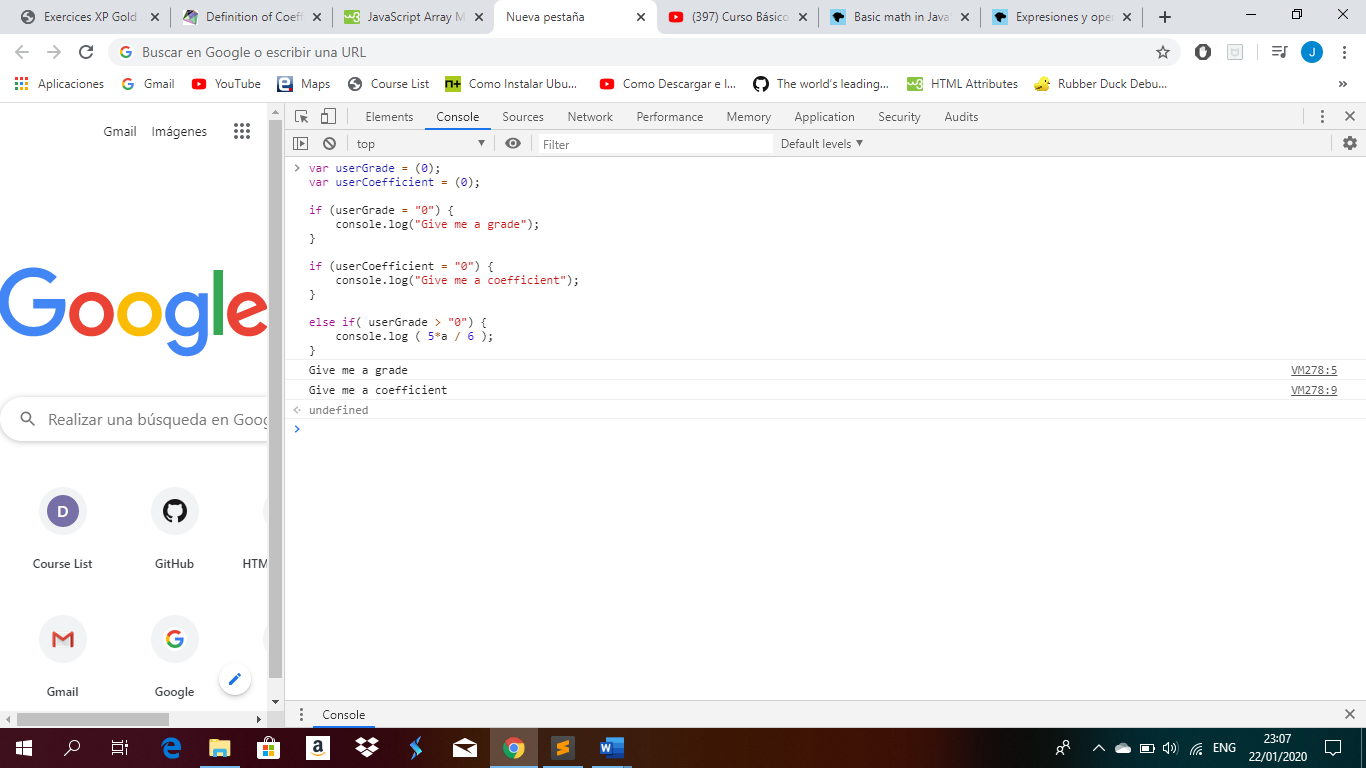 Exercices XP Gold
Definition of Coeff
JavaScript Array M
Nueva pestaña
(397) Curso Básico
Basic math in Java
Expresiones y ope
Buscar en Google o escribir una URL
J
Aplicaciones
Gmail
YouTube
Maps
Course List
Como Instalar Ubu...
Como Descargar e I...
The world's leading...
HTML Attributes
Rubber Duck Debu...
»
Gmail Imágenes
Google
Realizar una búsqueda en Goog
D
Course List
GitHub
HTM
Gmail
Google
Elements Console Sources Network Performance Memory Application Security Audits
top
Filter
Default levels
var userGrade = (0);
var userCoefficient = (0);
if (userGrade = "0") {
console.log("Give me a grade");
}
if (userCoefficient = "0") {
console.log("Give me a coefficient");
}
else if( userGrade > "0") {
console.log ( 5*a / 6 );
}
Give me a grade VM278:5
Give me a coefficient VM278:9
undefined
Console
ENG
23:07
22/01/2020